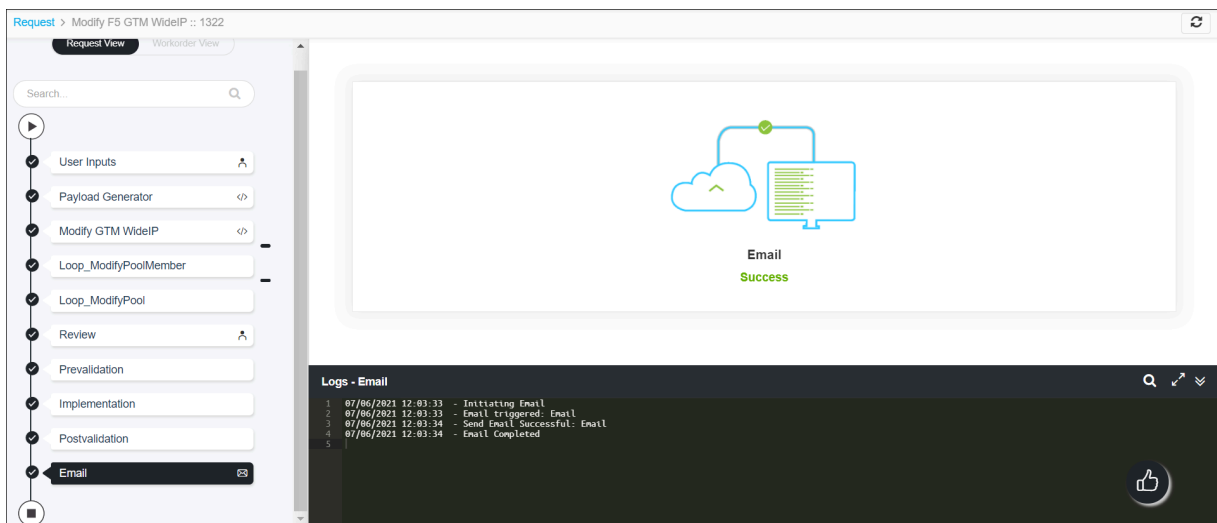 Request > Modify F5 GTM WideIP :: 1322
Request View Workorder View
Search...
User Inputs
Payload Generator </>
Modify GTM WideIP </>
Loop_ModifyPoolMember
Loop_ModifyPool
Review
Prevalidation
Implementation
Postvalidation
Email
Email
Success
Logs - Email
1 07/06/2021 12:03:33 - Initiating Email
2 07/06/2021 12:03:33 - Email triggered: Email
3 07/06/2021 12:03:34 - Send Email Successful: Email
4 07/06/2021 12:03:34 - Email Completed
5